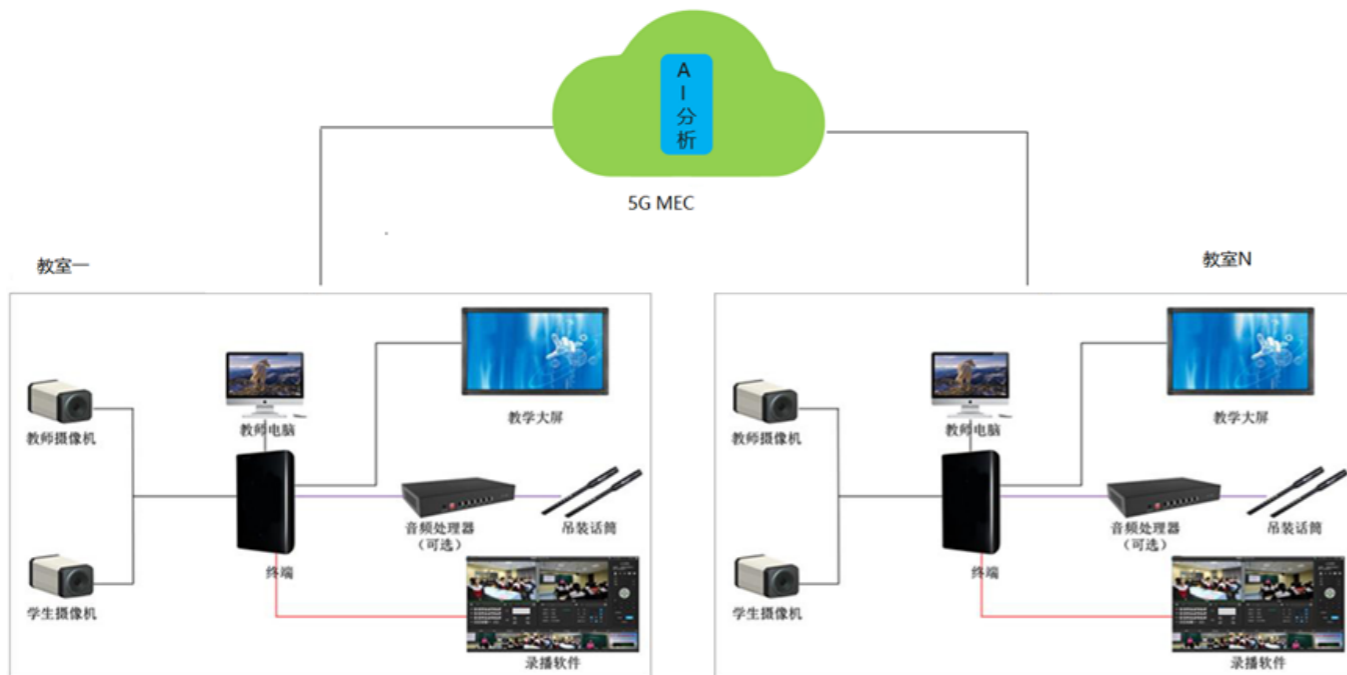 A
I
分
析
5G MEC
教室一
教室N
教学大屏
教师电脑
教师摄像机
音频处理器
(可选)
吊装话筒
终端
学生摄像机
录播软件
教学大屏
教师电脑
教师摄像机
音频处理器
(可选)
吊装话筒
终端
学生摄像机
录播软件